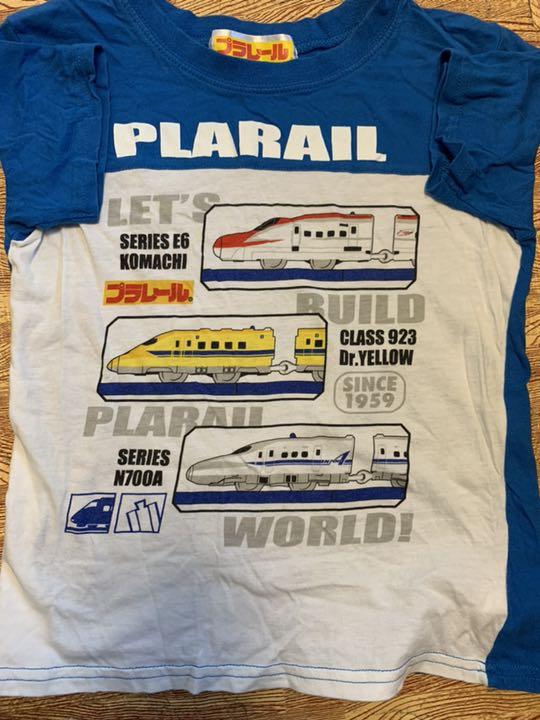 プラレール
PLARAIL
LET'S
SERIES E6
KOMACHI
プラレール
BUILD
CLASS 923
Dr.YELLOW
SINCE
1959
PLARAIL
SERIES
N700A
WORLD!